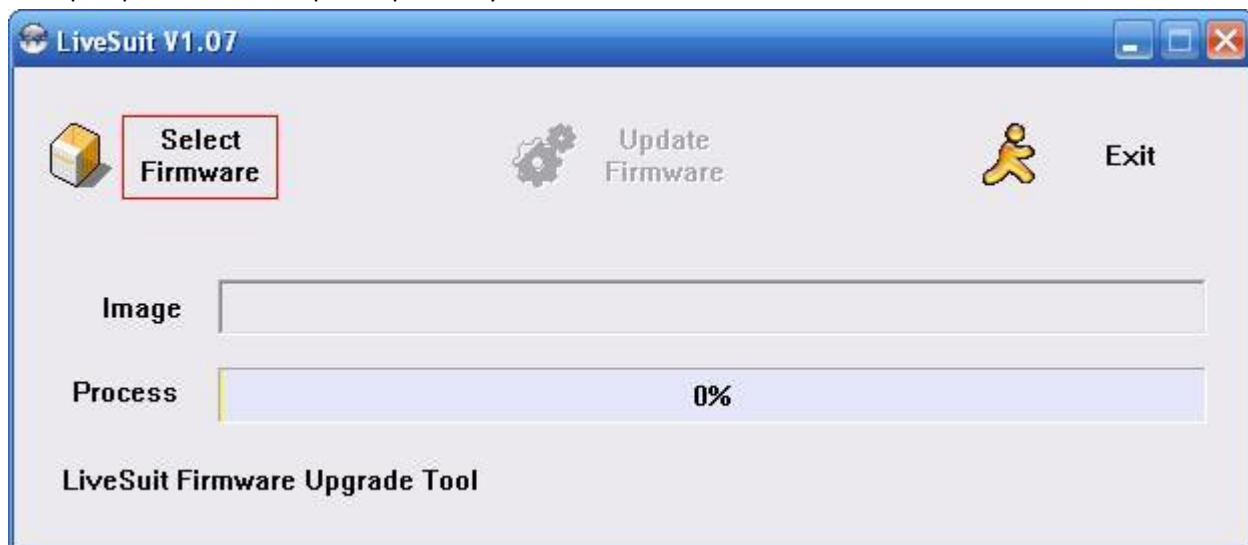 LiveSuit V1.07
Select
Firmware
Update
Firmware
Exit
Image
Process
0%
LiveSuit Firmware Upgrade Tool